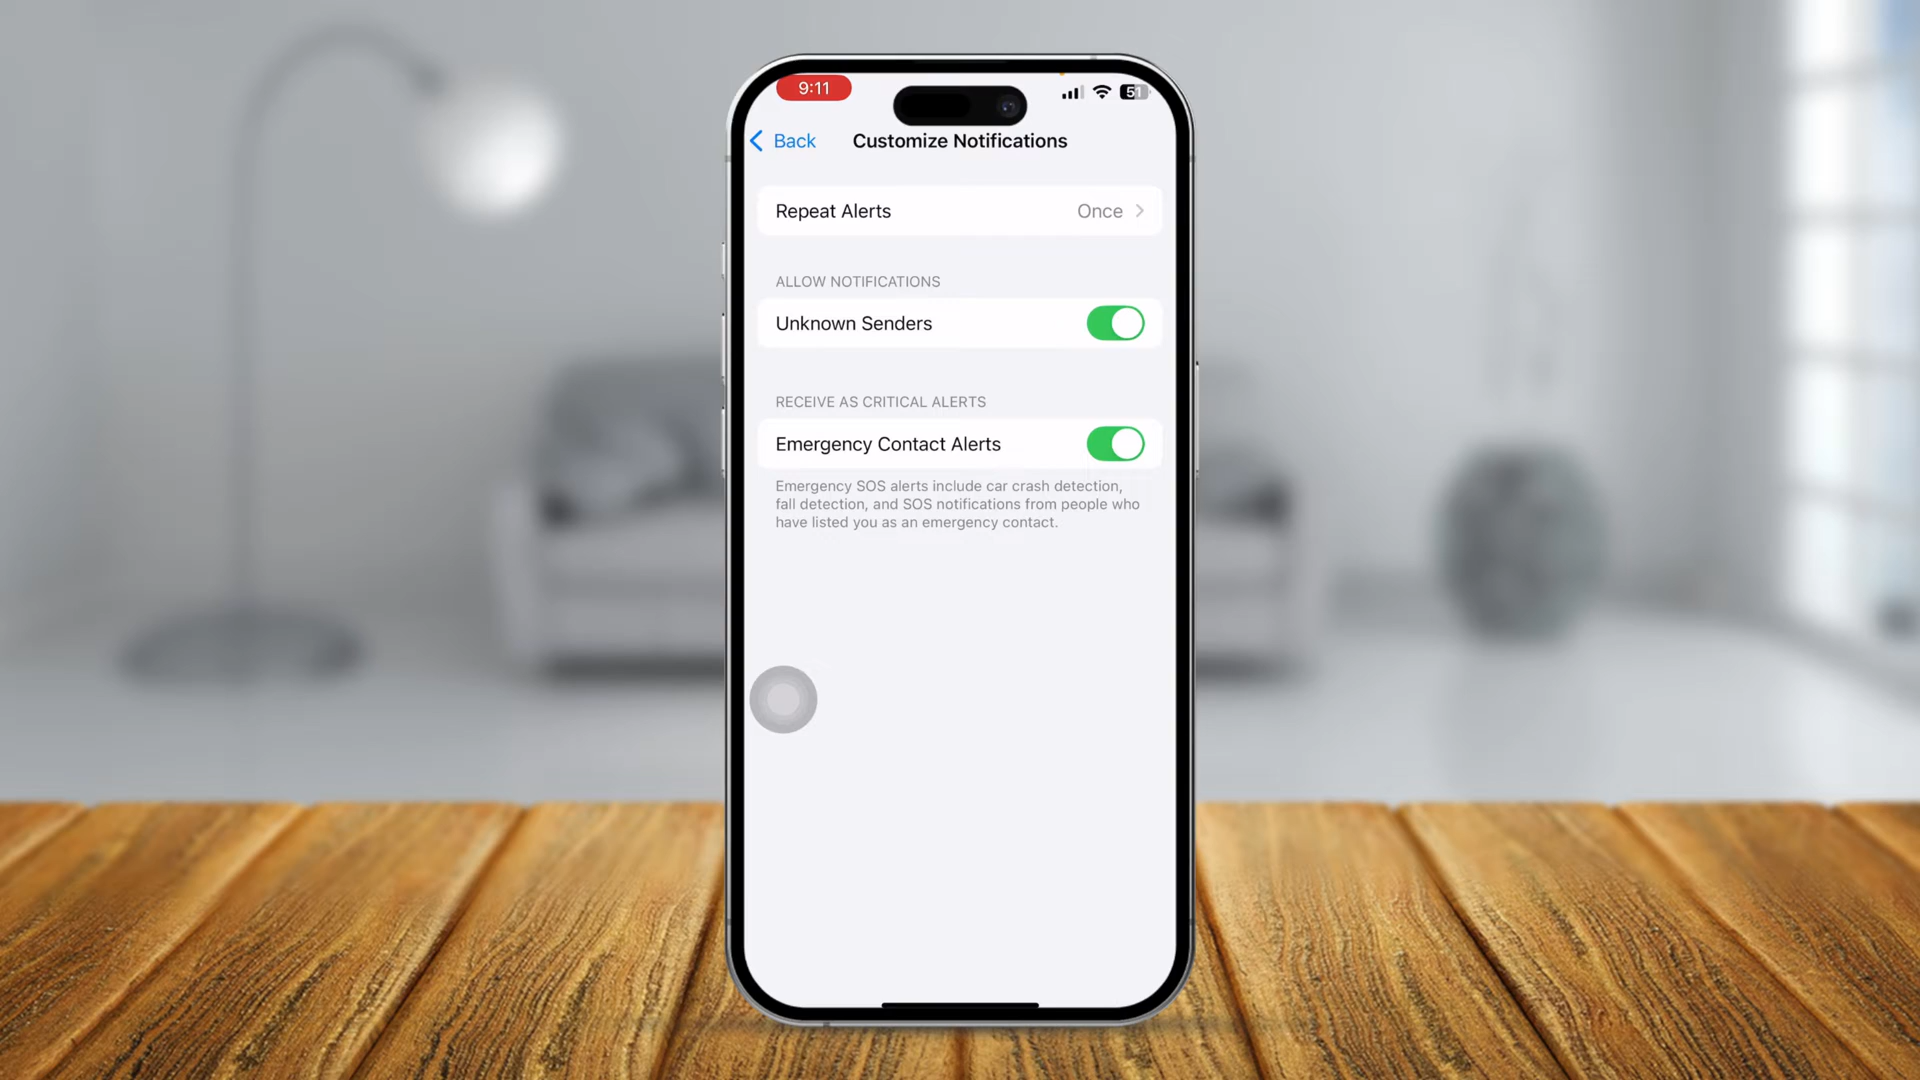 9:11
51
Back
Customize Notifications
Repeat Alerts
Once
ALLOW NOTIFICATIONS
Unknown Senders
RECEIVE AS CRITICAL ALERTS
Emergency Contact Alerts
Emergency SOS alerts include car crash detection,
fall detection, and SOS notifications from people who
have listed you as an emergency contact.